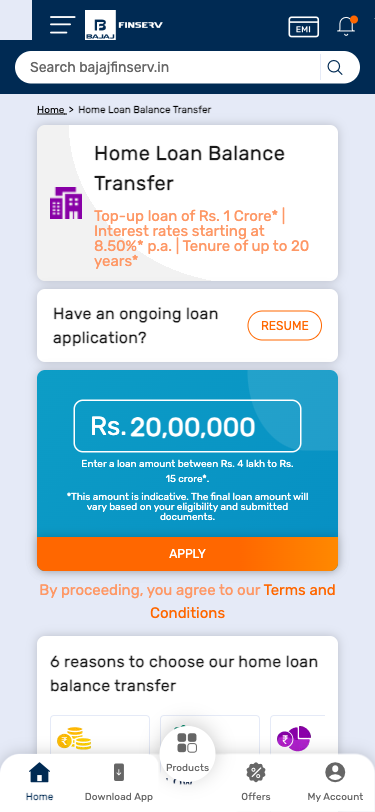 BAJAJ
FINSERV
EMI
Search bajajfinserv.in
Home > Home Loan Balance Transfer
Home Loan Balance
Transfer
Top-up loan of Rs. 1 Crore* |
Interest rates starting at
8.50%* p.a. | Tenure of up to 20
years*
Have an ongoing loan
application?
RESUME
Rs. 20,00,000
Enter a loan amount between Rs. 4 lakh to Rs.
15 crore*.
*This amount is indicative. The final loan amount will
vary based on your eligibility and submitted
documents.
APPLY
By proceeding, you agree to our Terms and
Conditions
6 reasons to choose our home loan
balance transfer
Home
Download App
Products
Offers
My Account